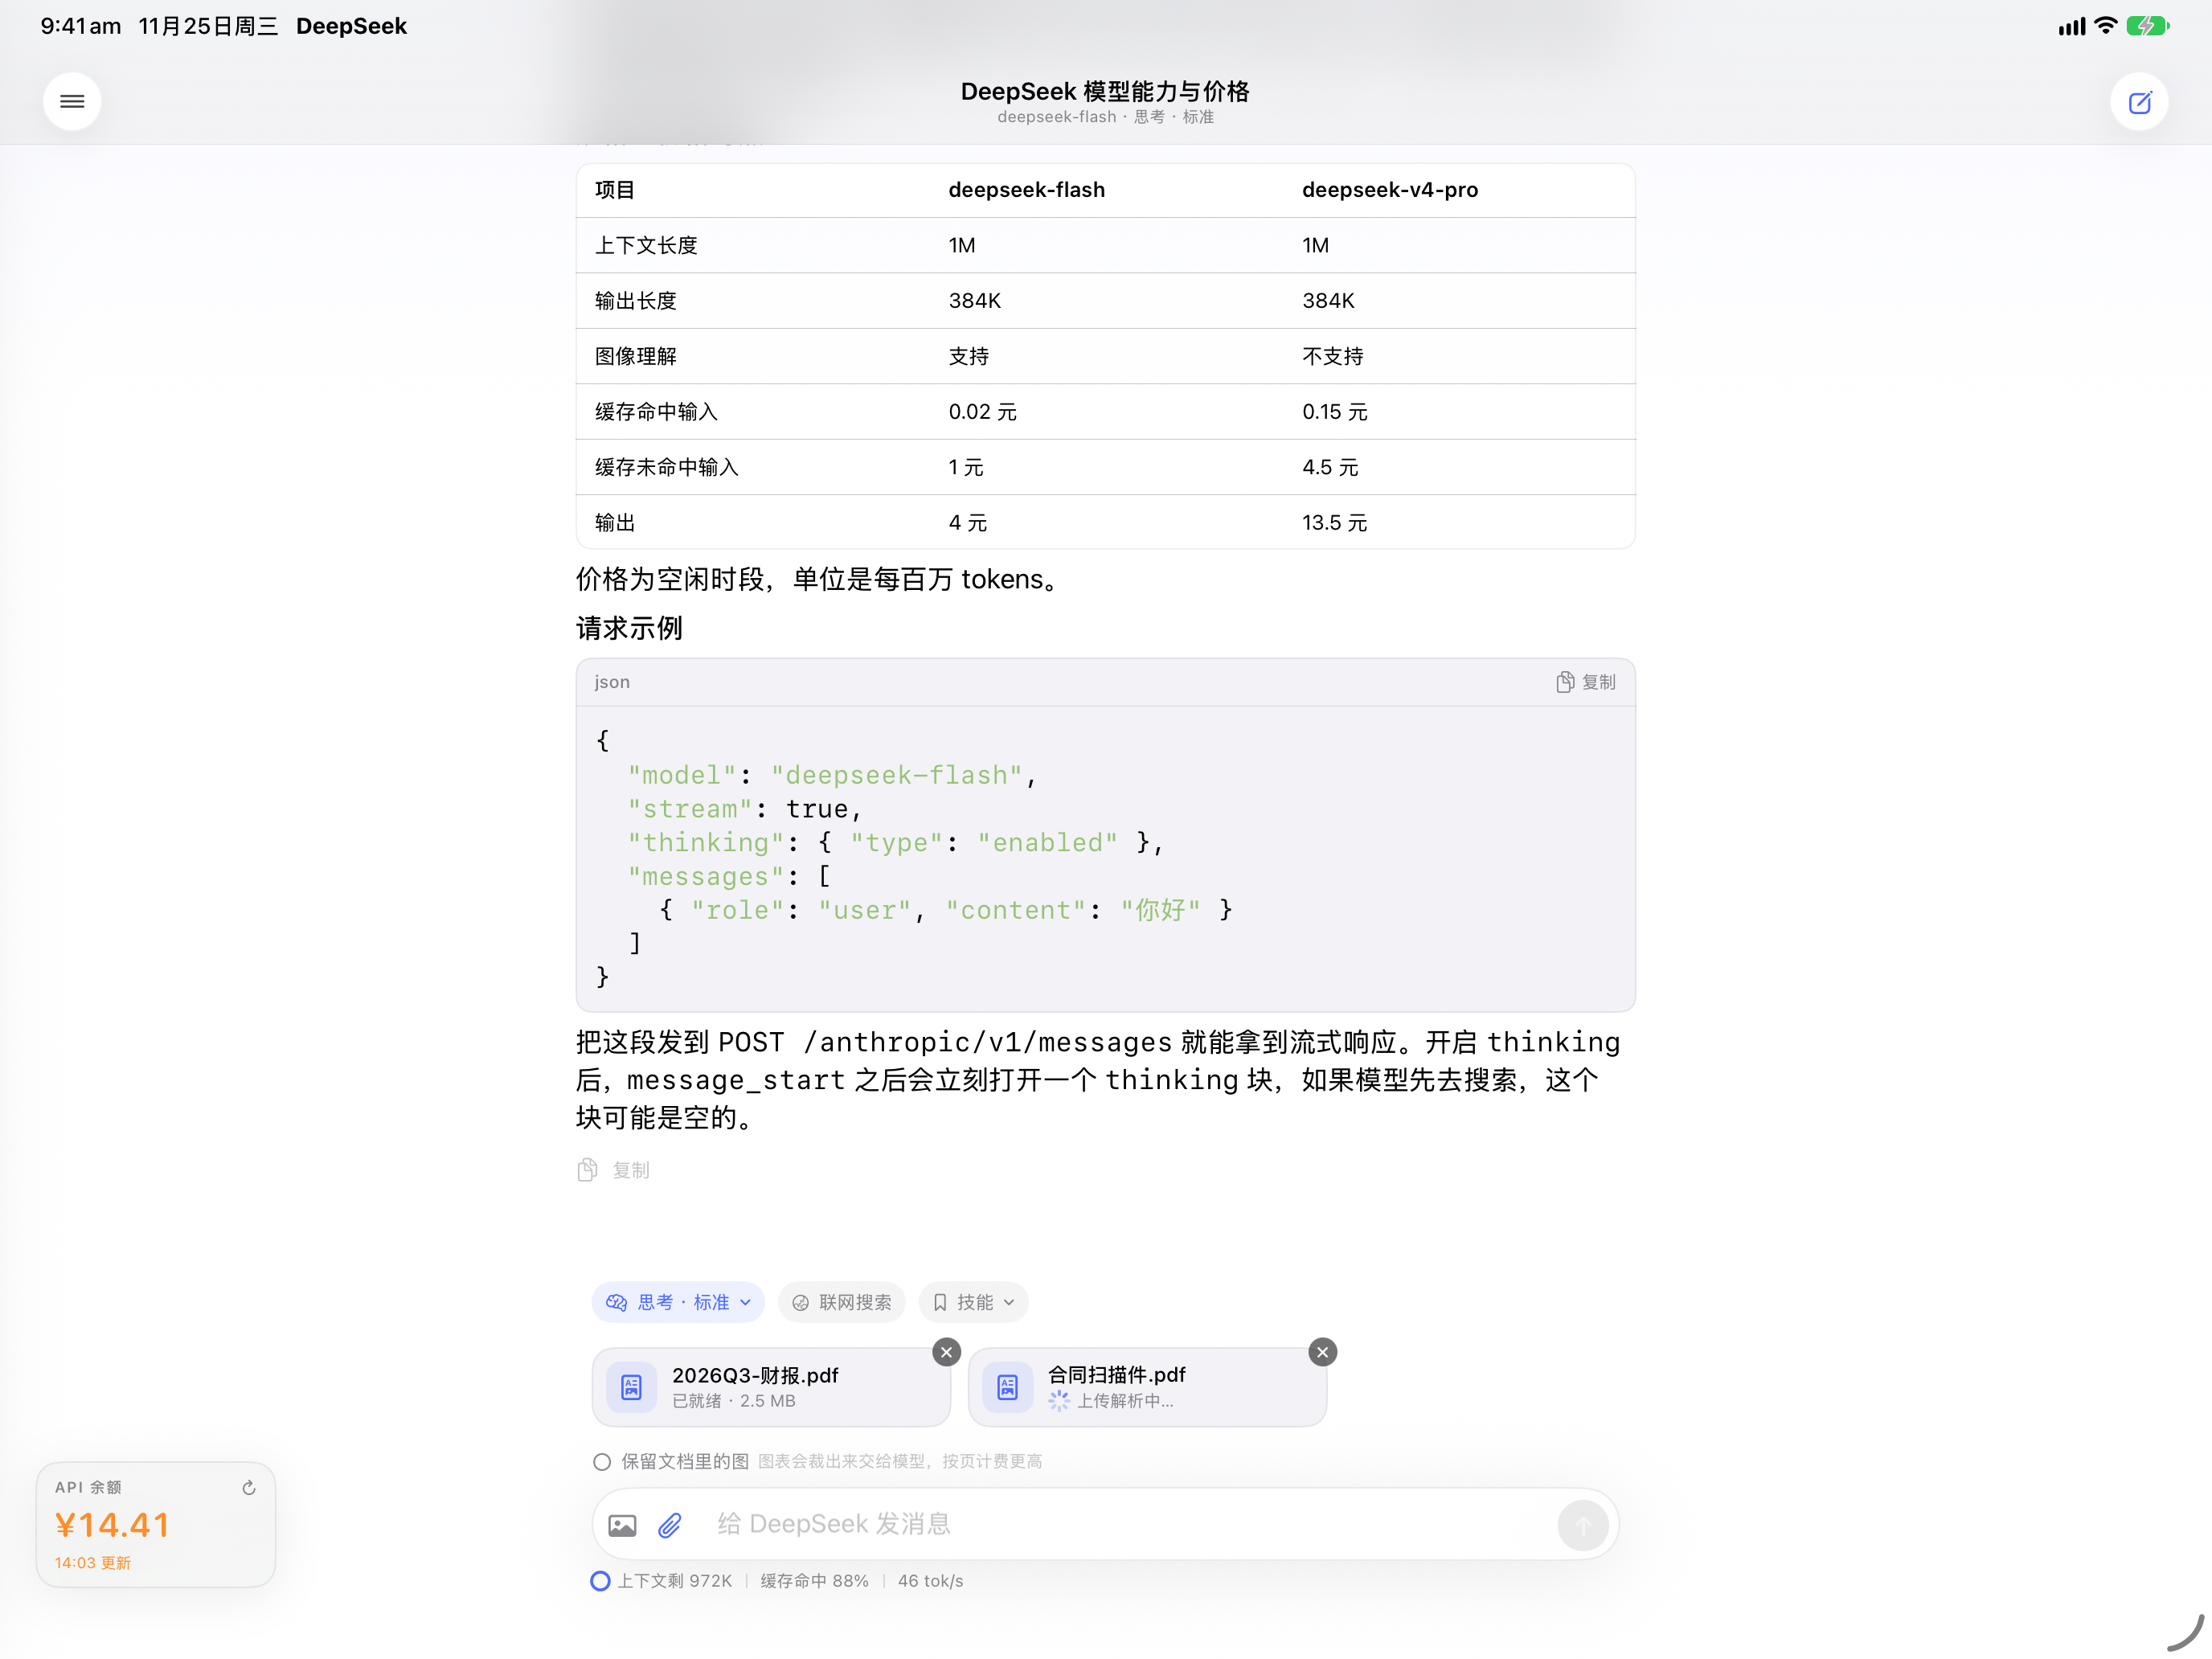 9:41 am 11月25日周三 DeepSeek
DeepSeek 模型能力与价格
deepseek-flash · 思考 · 标准
项目 deepseek-flash deepseek-v4-pro
上下文长度 1M 1M
输出长度 384K 384K
图像理解 支持 不支持
缓存命中输入 0.02 元 0.15 元
缓存未命中输入 1 元 4.5 元
输出 4 元 13.5 元
价格为空闲时段，单位是每百万 tokens。
请求示例
json 复制
{
  "model": "deepseek-flash",
  "stream": true,
  "thinking": { "type": "enabled" },
  "messages": [
    { "role": "user", "content": "你好" }
  ]
}
把这段发到 POST /anthropic/v1/messages 就能拿到流式响应。开启 thinking
后，message_start 之后会立刻打开一个 thinking 块，如果模型先去搜索，这个
块可能是空的。
复制
思考 · 标准 联网搜索 技能
2026Q3-财报.pdf
已就绪 · 2.5 MB
合同扫描件.pdf
上传解析中...
保留文档里的图 图表会裁出来交给模型，按页计费更高
API 余额
¥14.41
14:03 更新
给 DeepSeek 发消息
上下文剩 972K | 缓存命中 88% | 46 tok/s